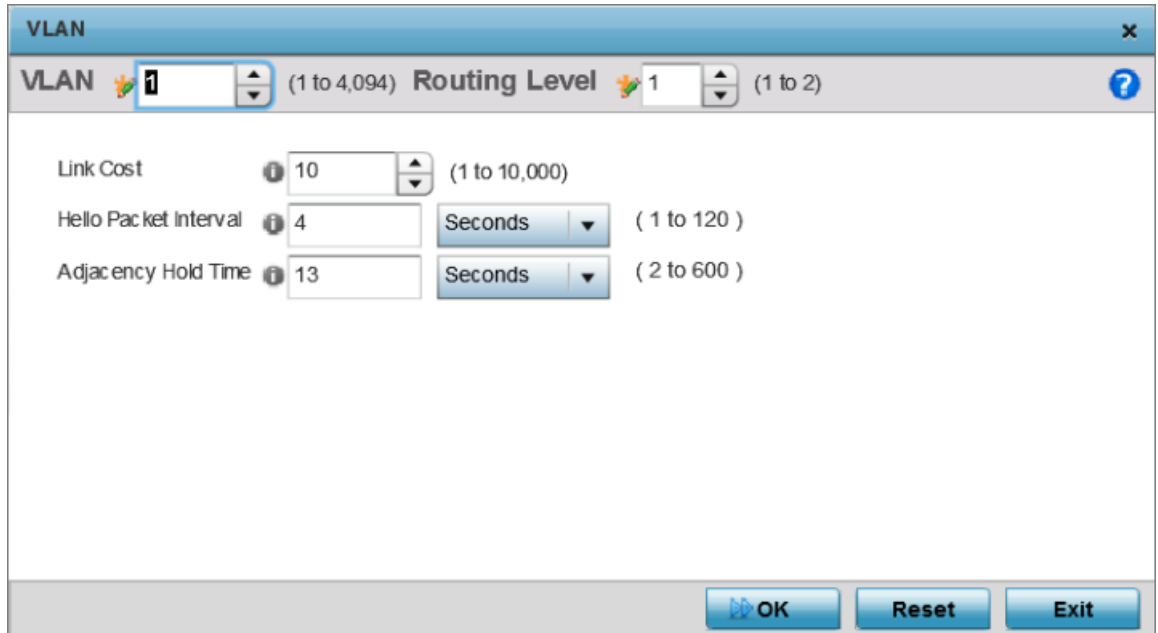 VLAN
VLAN 1 (1 to 4,094) Routing Level 1 (1 to 2)
Link Cost 10 (1 to 10,000)
Hello Packet Interval 4 Seconds ( 1 to 120 )
Adjacency Hold Time 13 Seconds ( 2 to 600 )
OK Reset Exit